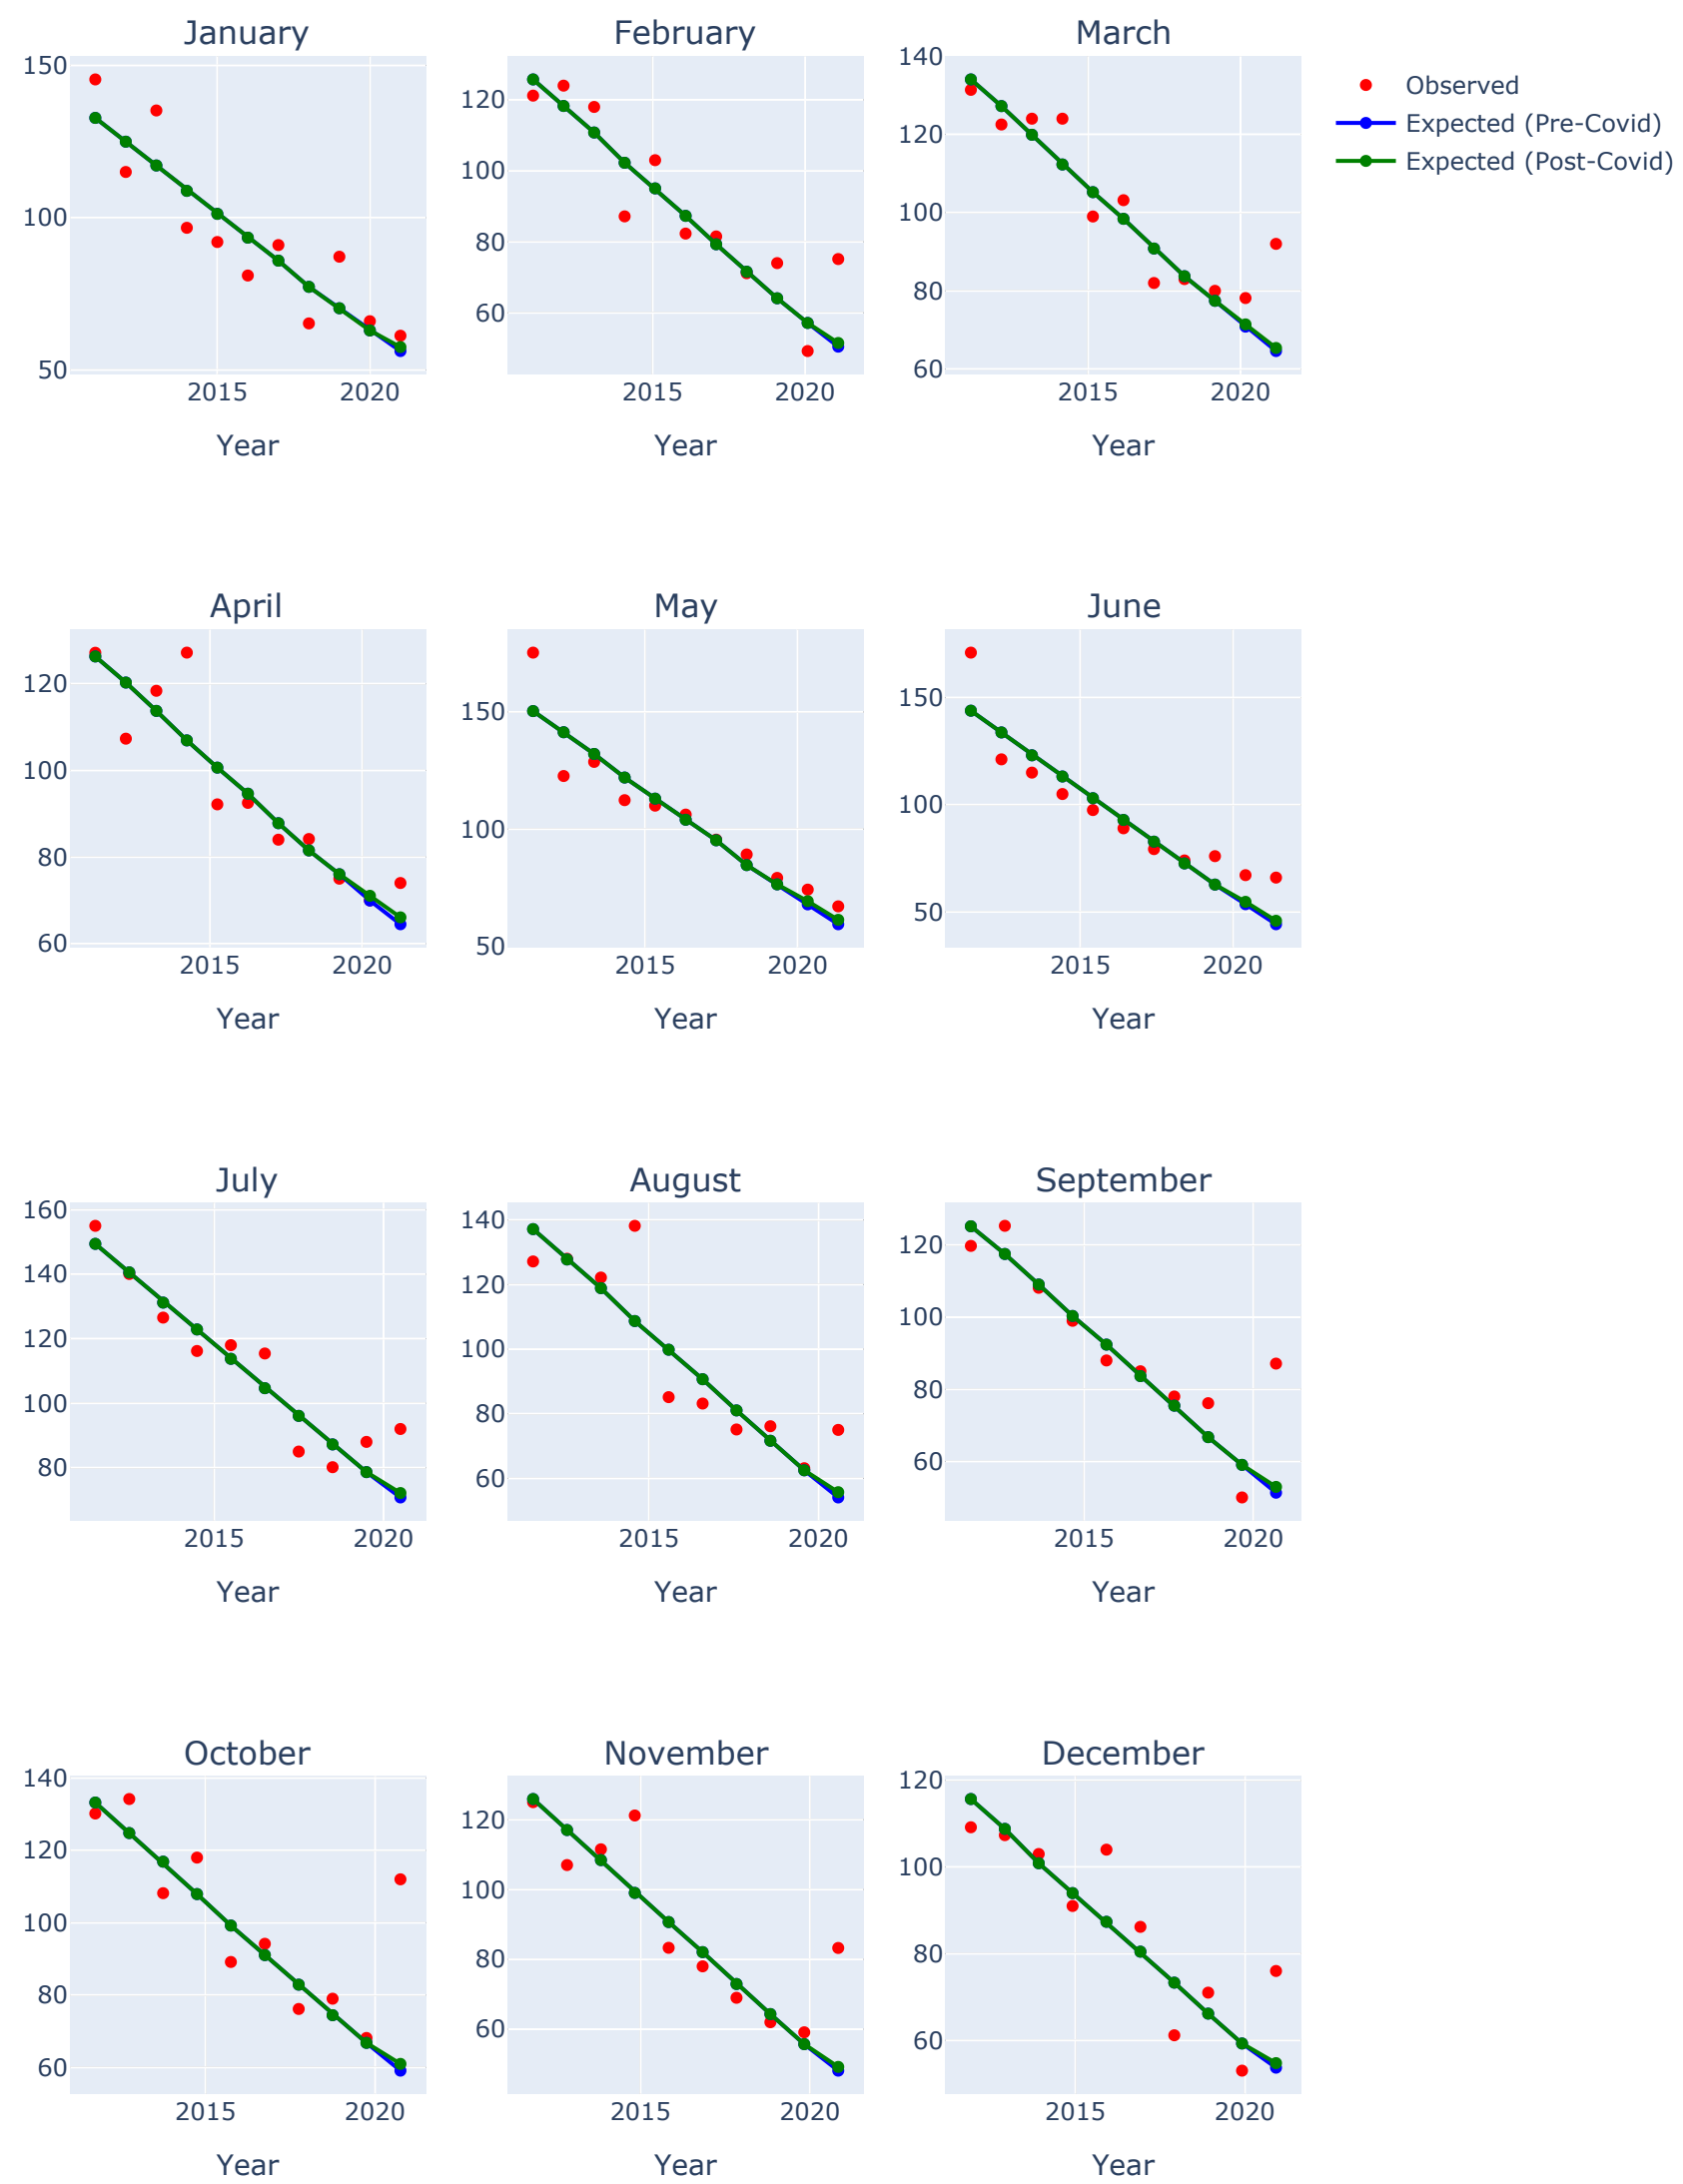 January
February
March
150
100
50
2015
2020
Year
120
100
80
60
2015
2020
Year
140
120
100
80
60
2015
2020
Year
Observed
Expected (Pre-Covid)
Expected (Post-Covid)
April
May
June
120
100
80
60
2015
2020
Year
150
100
50
2015
2020
Year
150
100
50
2015
2020
Year
July
August
September
160
140
120
100
80
2015
2020
Year
140
120
100
80
60
2015
2020
Year
120
100
80
60
2015
2020
Year
October
November
December
140
120
100
80
60
2015
2020
Year
120
100
80
60
2015
2020
Year
120
100
80
60
2015
2020
Year